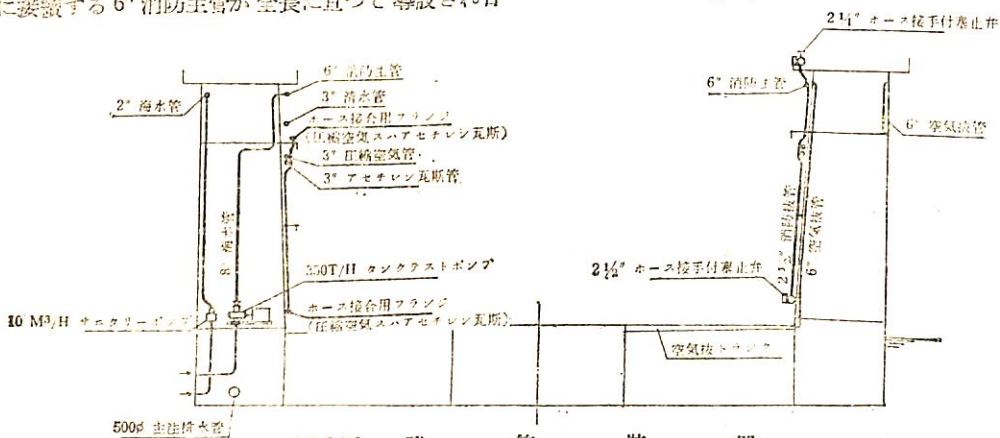 に接続する 6" 消防主管が 全長に亘って 導設され
2" 海水管
6" 消防主管
3" 清水管
ホース接合用フランジ
(圧縮空気スハアセチレン瓦斯)
3" 圧縮空気管
3" アセチレン瓦斯管
8" 海水管
350T/H タンクテストポンプ
10 M³/H サニタリーポンプ
ホース接合用フランジ
(圧縮空気スハアセチレン瓦斯)
500φ 主注排水管
2½" ホース接手付塞止弁
6" 消防主管
6" 空気抜管
2½" 消防枝管
6" 空気抜管
2½" ホース接手付塞止弁
空気抜トランク
管 装